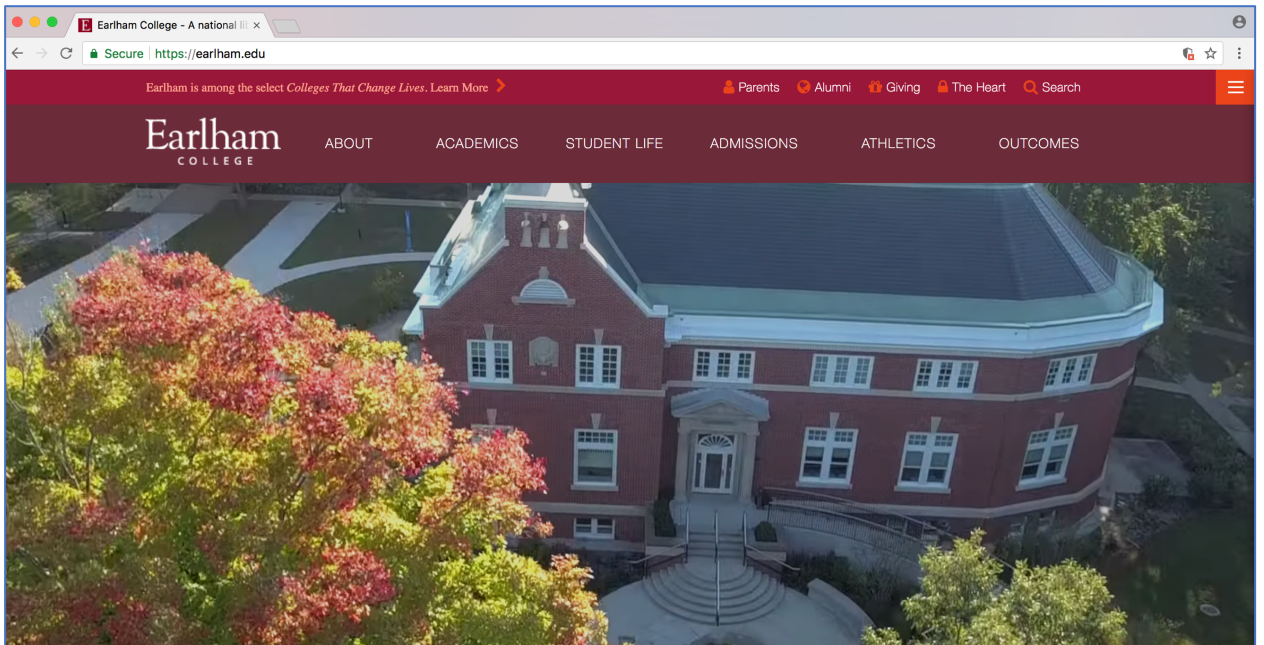 Earlham College - A national li
Secure https://earlham.edu
Earlham is among the select Colleges That Change Lives. Learn More
Parents Alumni Giving The Heart Search
Earlham
COLLEGE
ABOUT ACADEMICS STUDENT LIFE ADMISSIONS ATHLETICS OUTCOMES